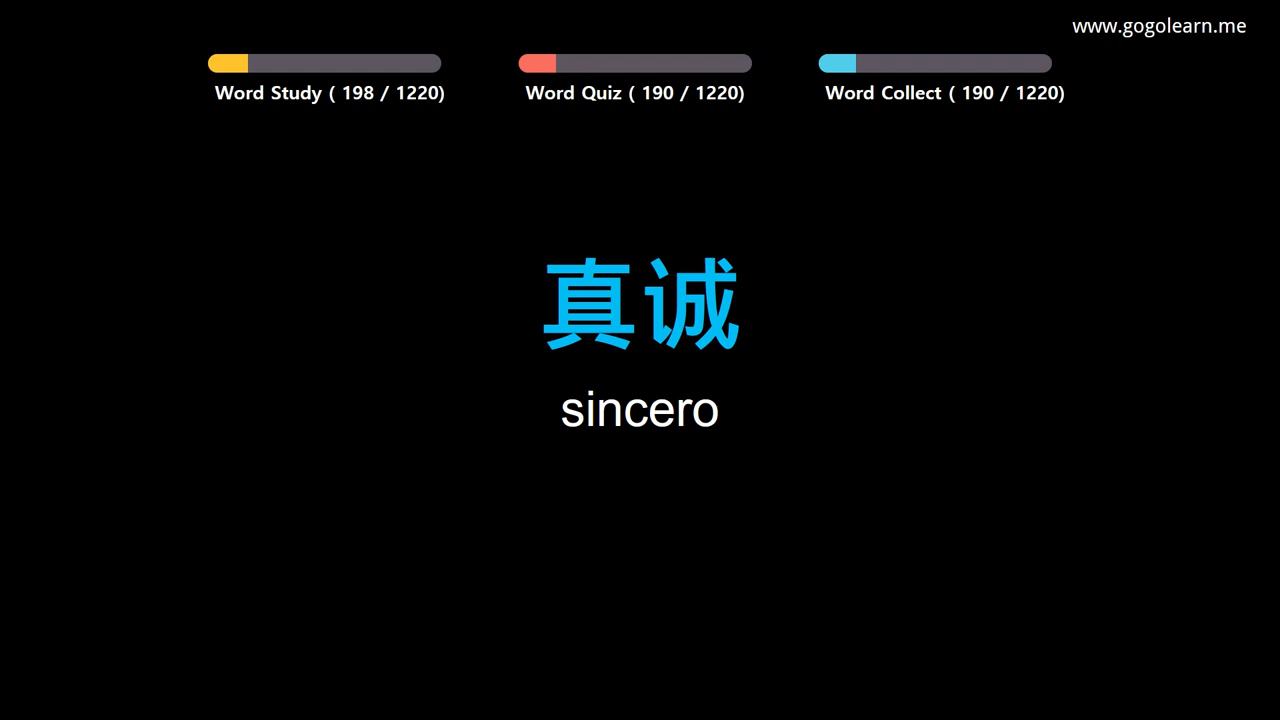 www.gogolearn.me
Word Study ( 198 / 1220)
Word Quiz ( 190 / 1220)
Word Collect ( 190 / 1220)
真诚
sincero